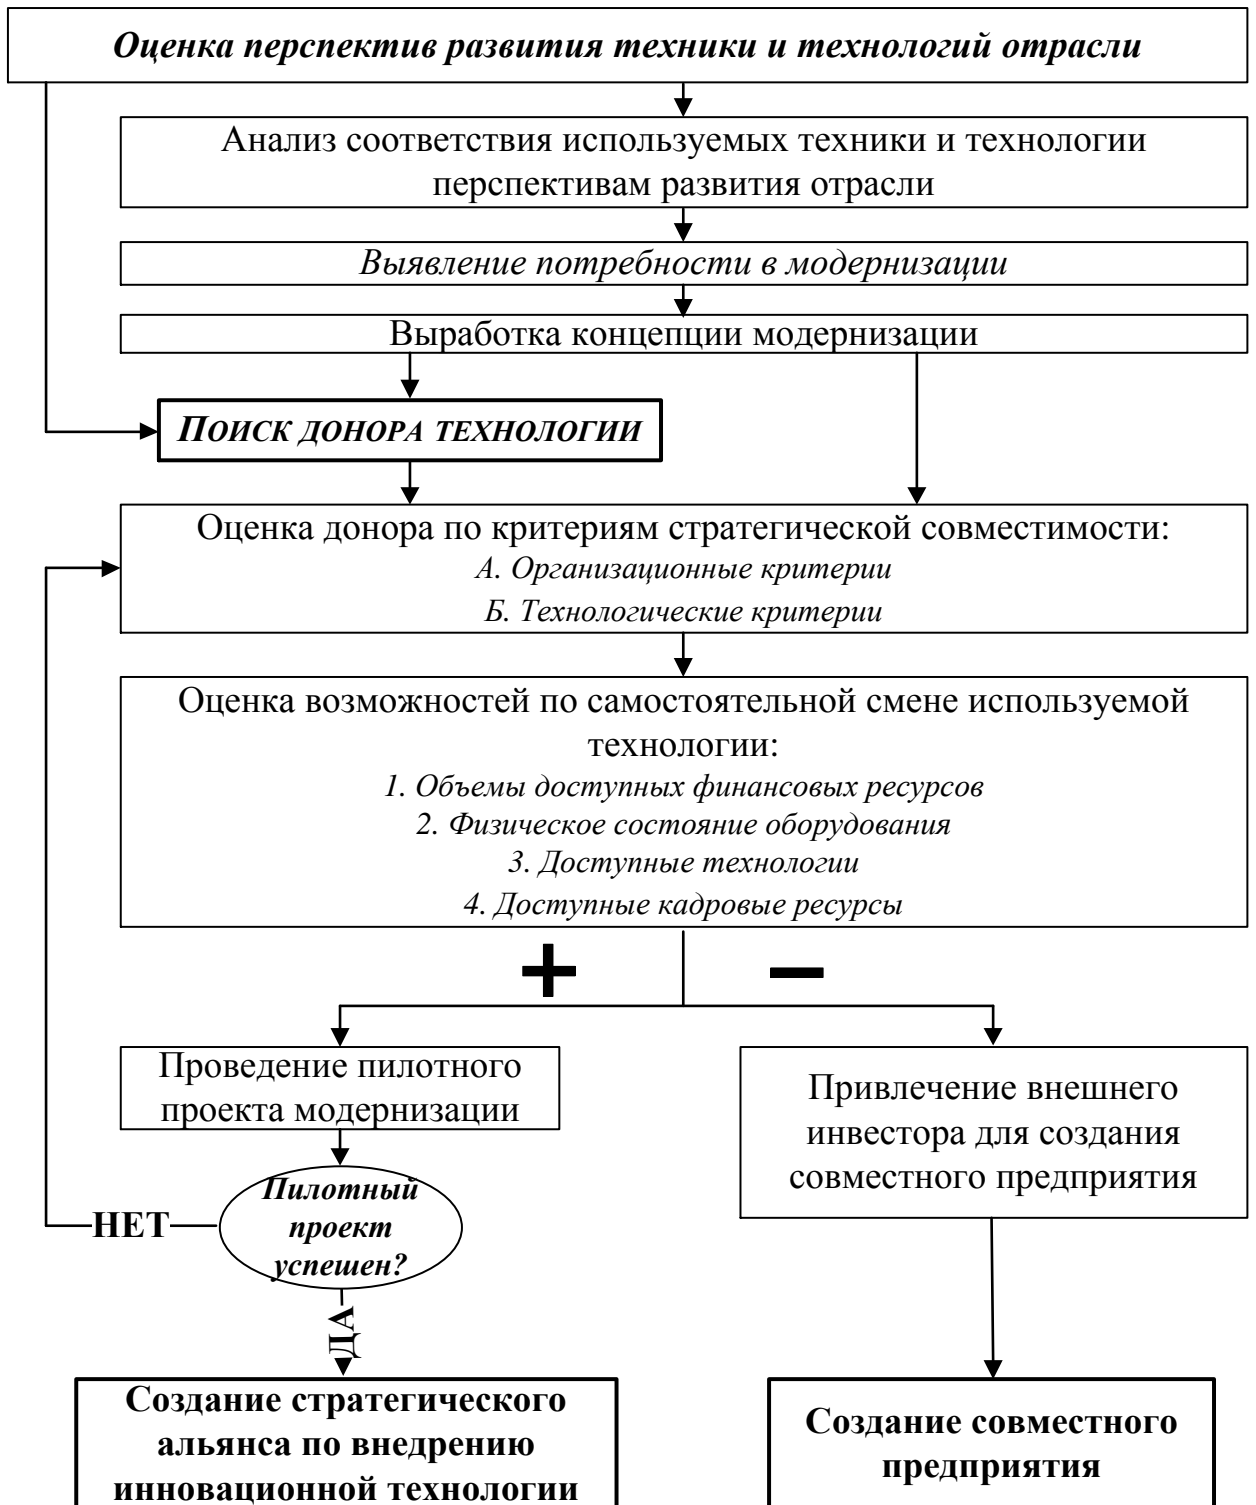 Оценка перспектив развития техники и технологий отрасли
Анализ соответствия используемых техники и технологии
перспективам развития отрасли
Выявление потребности в модернизации
Выработка концепции модернизации
ПОИСК ДОНОРА ТЕХНОЛОГИИ
Оценка донора по критериям стратегической совместимости:
А. Организационные критерии
Б. Технологические критерии
Оценка возможностей по самостоятельной смене используемой
технологии:
1. Объемы доступных финансовых ресурсов
2. Физическое состояние оборудования
3. Доступные технологии
4. Доступные кадровые ресурсы
+ −
Проведение пилотного
проекта модернизации
Привлечение внешнего
инвестора для создания
совместного предприятия
Пилотный
проект
успешен?
НЕТ
ДА
Создание стратегического
альянса по внедрению
инновационной технологии
Создание совместного
предприятия